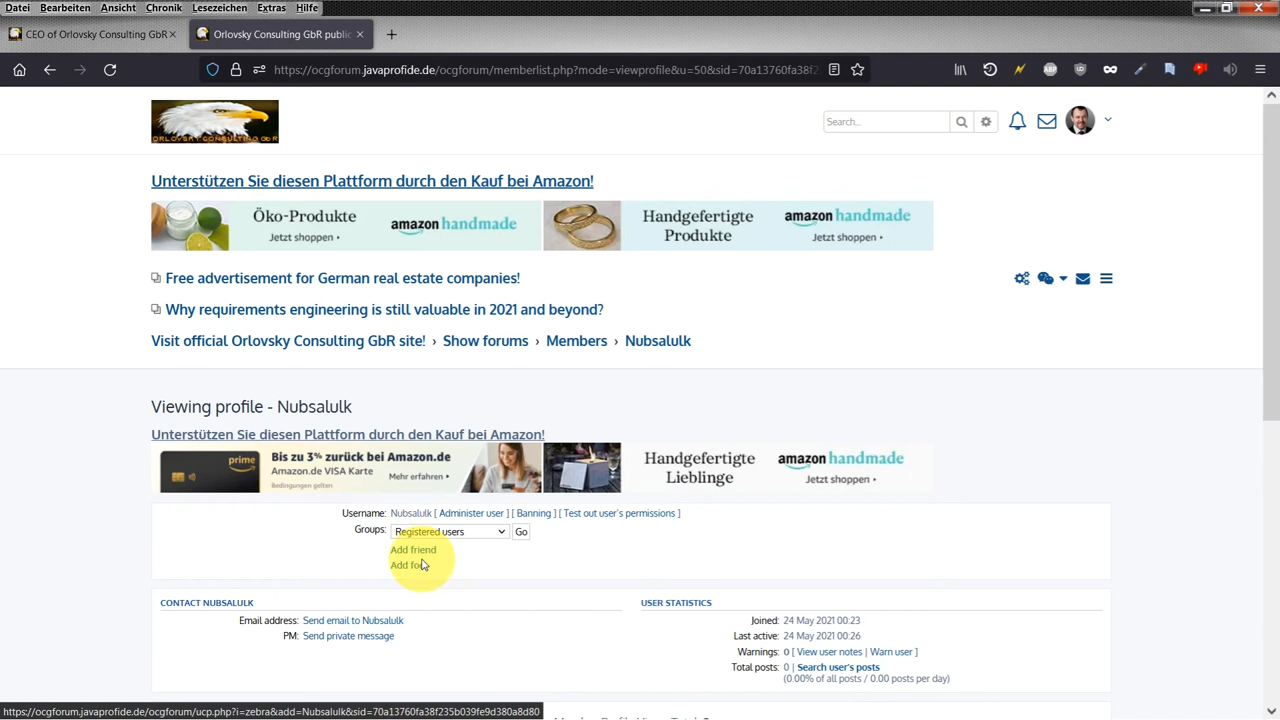 Datei Bearbeiten Ansicht Chronik Lesezeichen Extras Hilfe
CEO of Orlovsky Consulting GbR
Orlovsky Consulting GbR public
https://ocgforum.javaprofide.de/ocgforum/memberlist.php?mode=viewprofile&u=50&sid=70a13760fa38f2
ORLOVSKY CONSULTING GbR
Search...
Unterstützen Sie diesen Plattform durch den Kauf bei Amazon!
Öko-Produkte
Jetzt shoppen
amazon handmade
Handgefertigte
Produkte
amazon handmade
Jetzt shoppen
Free advertisement for German real estate companies!
Why requirements engineering is still valuable in 2021 and beyond?
Visit official Orlovsky Consulting GbR site! › Show forums › Members › Nubsalulk
Viewing profile - Nubsalulk
Unterstützen Sie diesen Plattform durch den Kauf bei Amazon!
prime
Bis zu 3% zurück bei Amazon.de
Amazon.de VISA Karte
Mehr erfahren
Bedingungen gelten
Handgefertigte
Lieblinge
amazon handmade
Jetzt shoppen
Username: Nubsalulk [ Administer user ] [ Banning ] [ Test out user's permissions ]
Groups: Registered users Go
Add friend
Add foe
CONTACT NUBSALULK
Email address: Send email to Nubsalulk
PM: Send private message
USER STATISTICS
Joined: 24 May 2021 00:23
Last active: 24 May 2021 00:26
Warnings: 0 [ View user notes | Warn user ]
Total posts: 0 | Search user's posts
(0.00% of all posts / 0.00 posts per day)
https://ocgforum.javaprofide.de/ocgforum/ucp.php?i=zebra&add=Nubsalulk&sid=70a13760fa38f235b039fe9d380a8d80